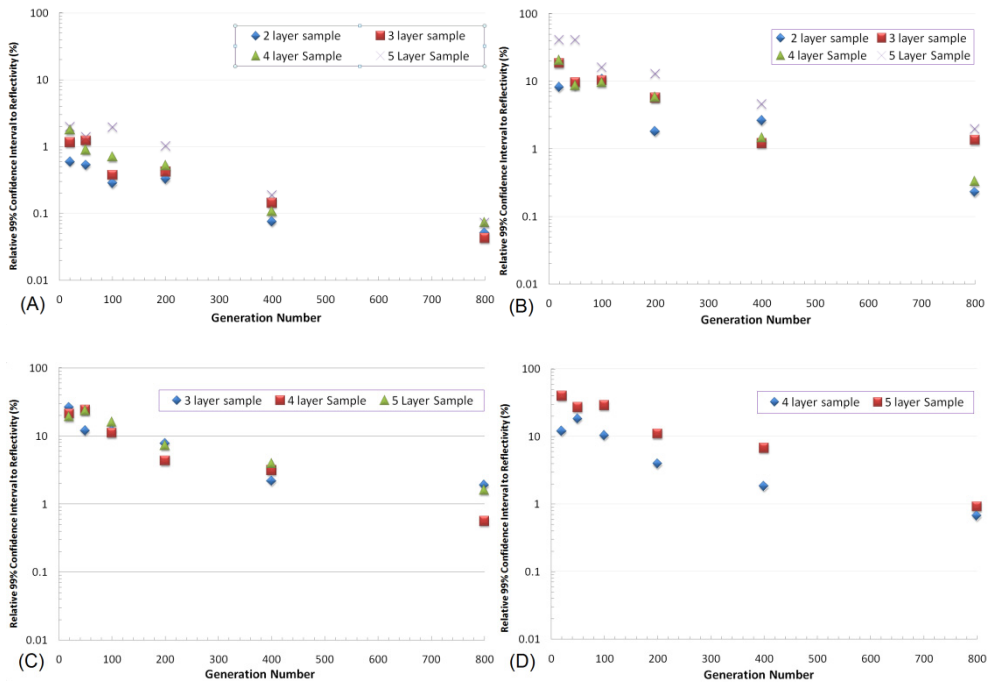 100
10
1
0.1
0.01
Relative 99% Confidence Interval to Reflectivity (%)
2 layer sample 3 layer sample
4 layer Sample 5 Layer Sample
0 100 200 300 400 500 600 700 800
Generation Number
(A)
100
10
1
0.1
0.01
Relative 99% Confidence Interval to Reflectivity (%)
2 layer sample 3 layer sample
4 layer Sample 5 Layer Sample
0 100 200 300 400 500 600 700 800
Generation Number
(B)
100
10
1
0.1
0.01
Relative 99% Confidence Interval to Reflectivity (%)
3 layer sample 4 layer Sample 5 Layer Sample
0 100 200 300 400 500 600 700 800
Generation Number
(C)
100
10
1
0.1
0.01
Relative 99% Confidence Interval to Reflectivity (%)
4 layer sample 5 layer Sample
0 100 200 300 400 500 600 700 800
Generation Number
(D)